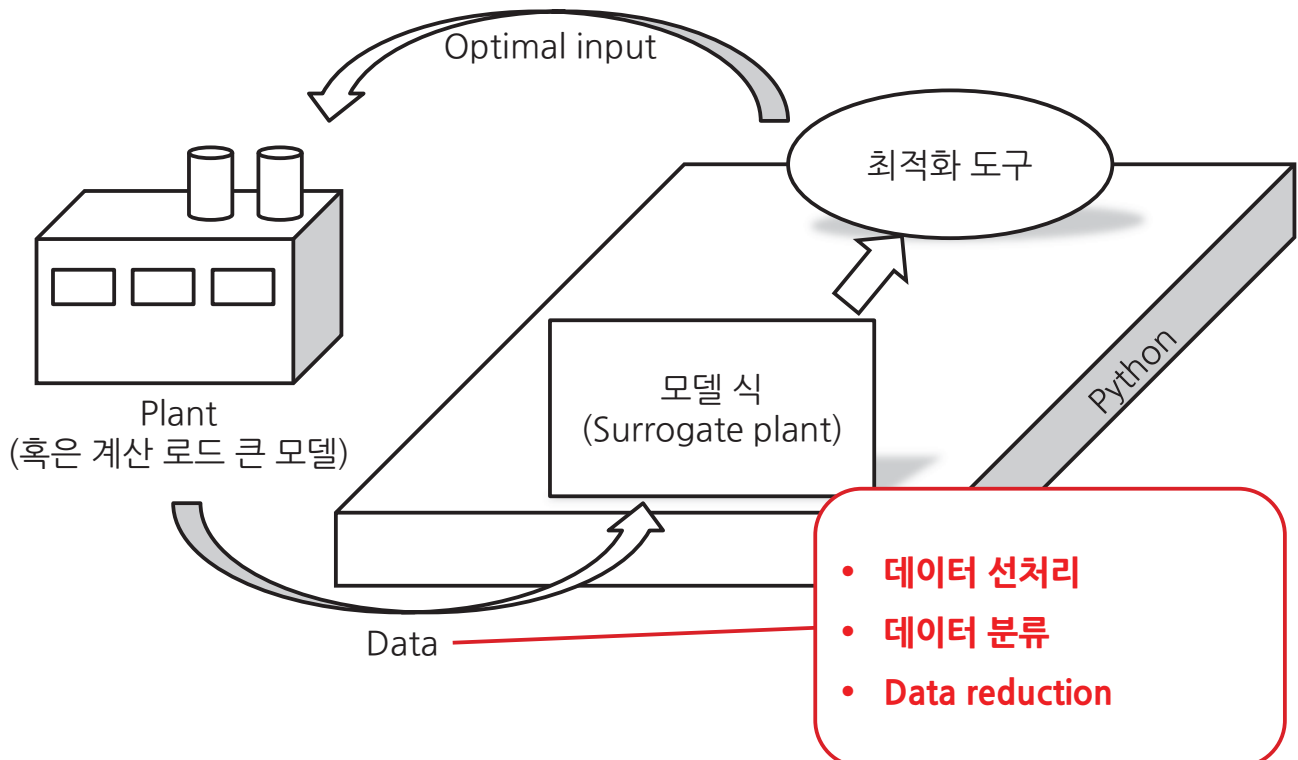 Optimal input
최적화 도구
Python
모델 식
(Surrogate plant)
Plant
(혹은 계산 로드 큰 모델)
Data
• 데이터 선처리
• 데이터 분류
• Data reduction